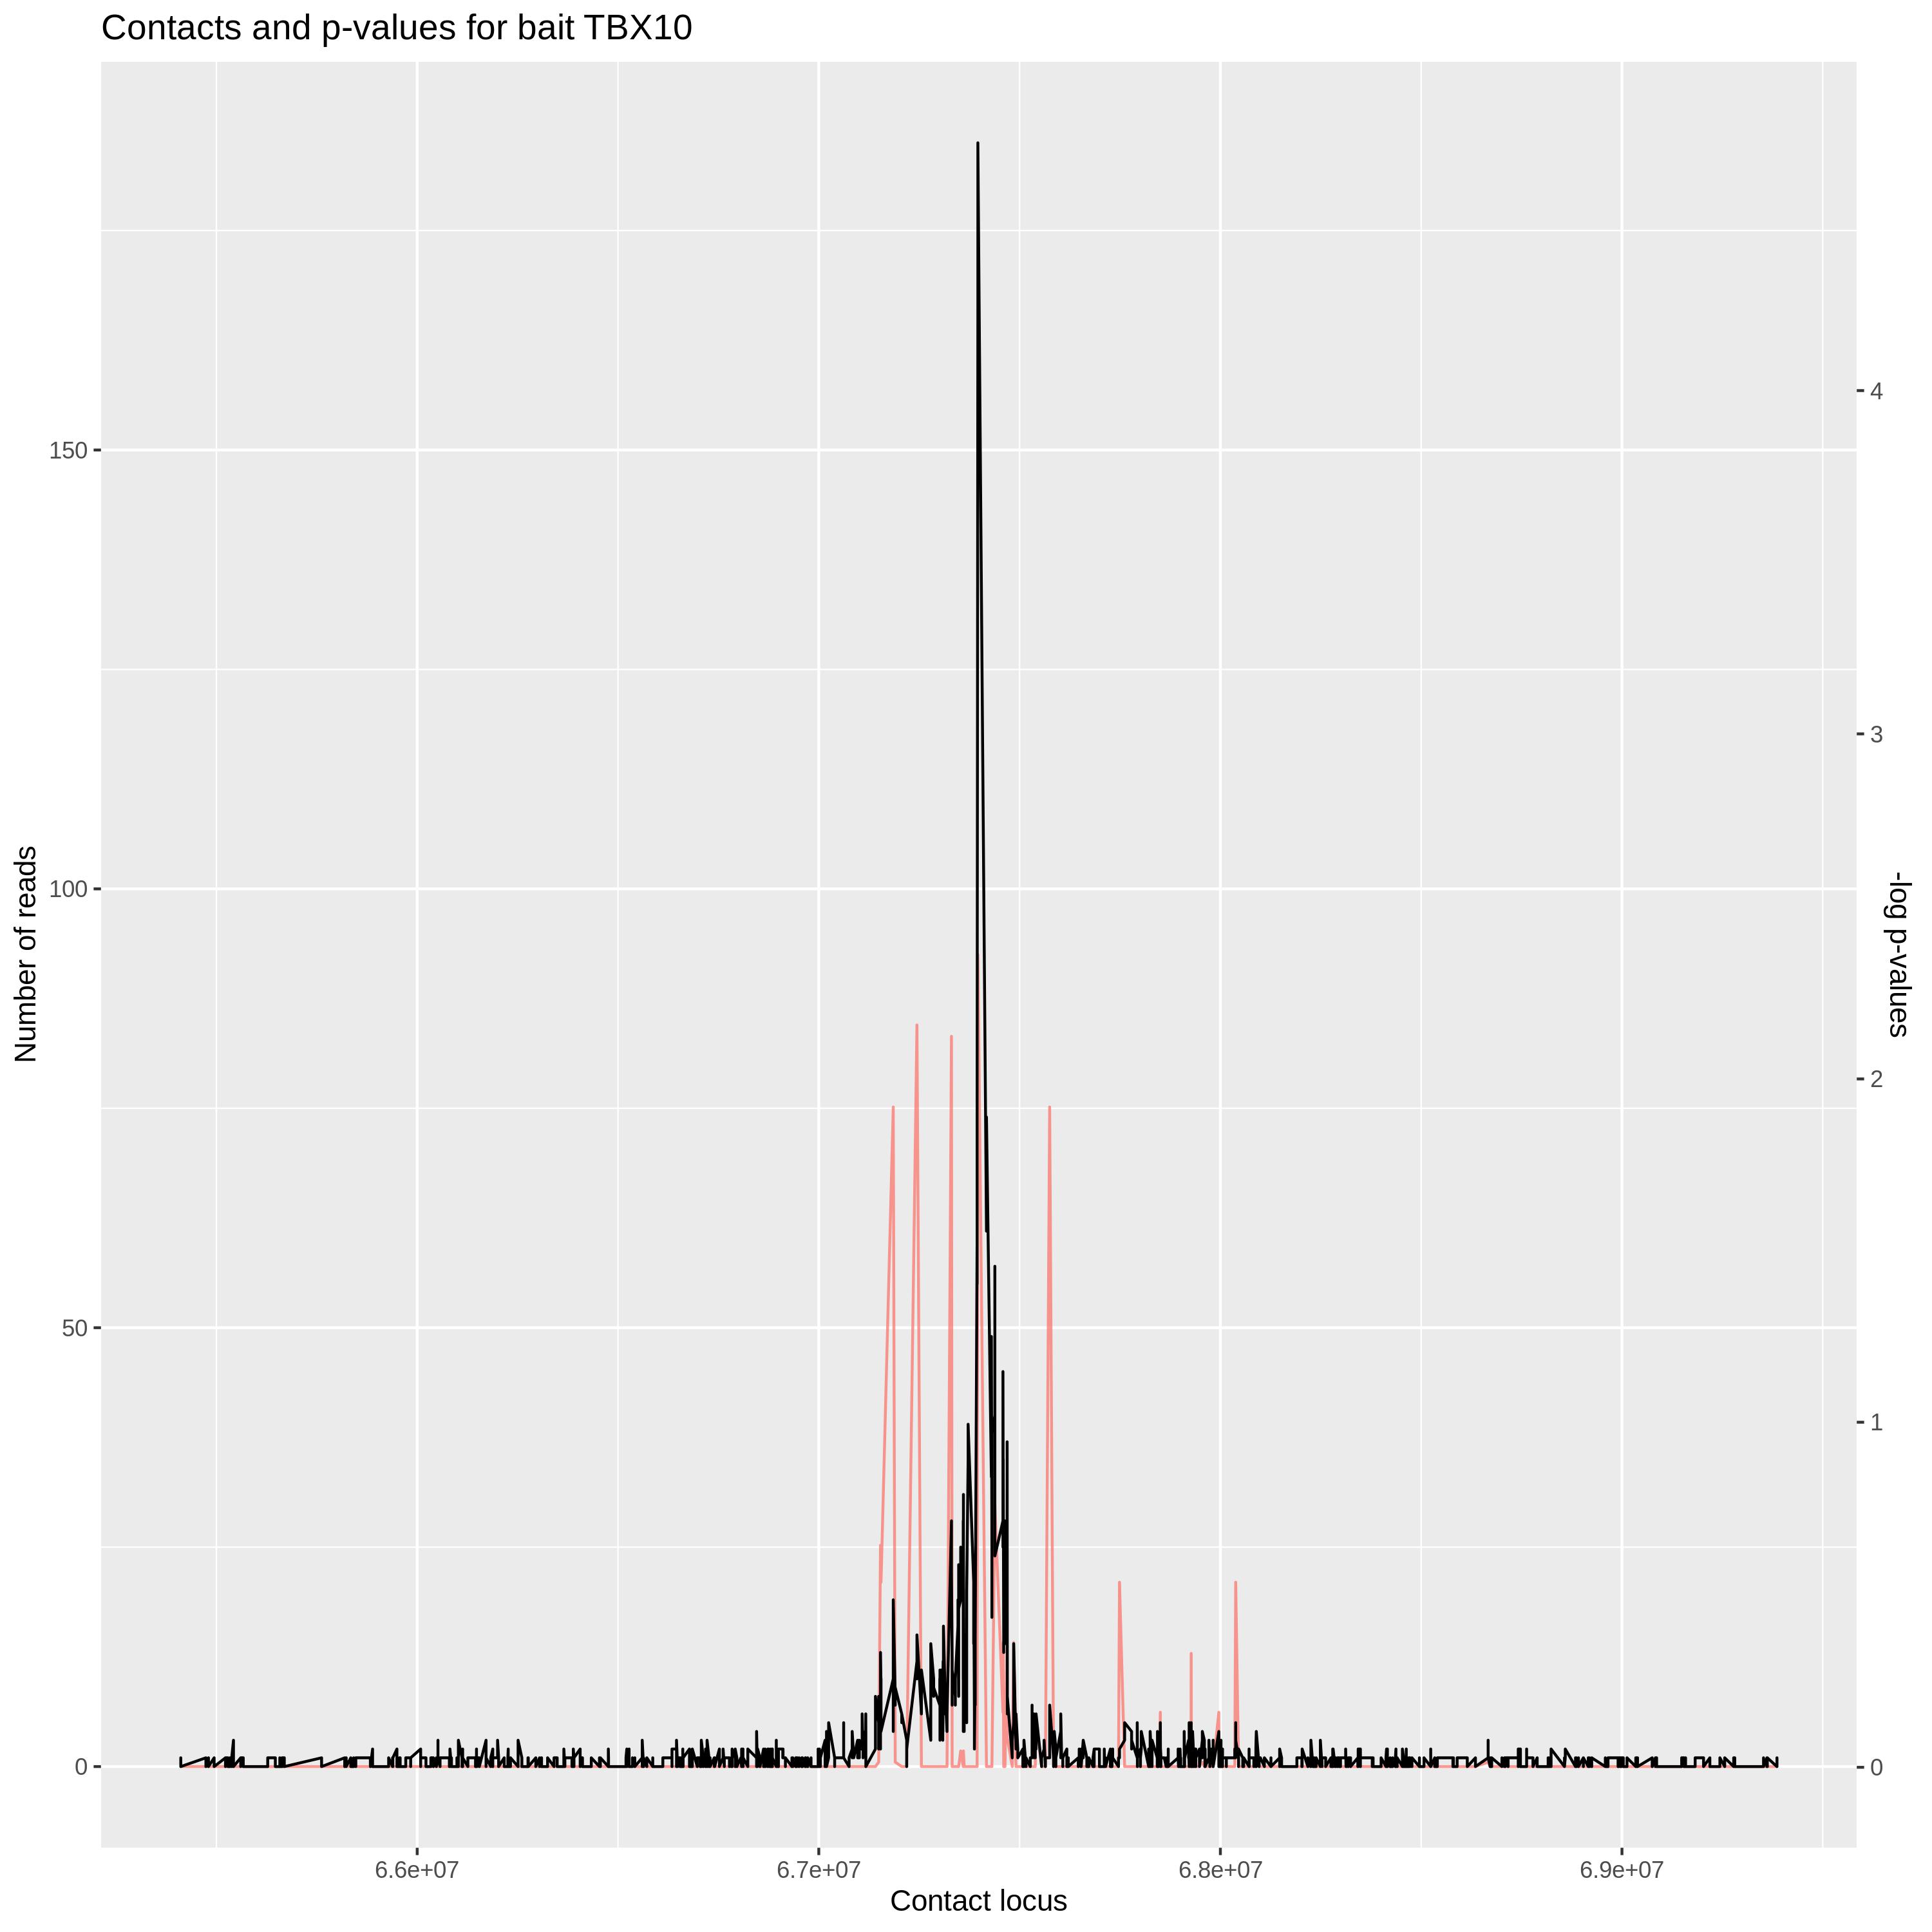 Contacts and p-values for bait TBX10
150
100
50
0
Number of reads
4
3
2
1
0
-log p-values
6.6e+07
6.7e+07
6.8e+07
6.9e+07
Contact locus